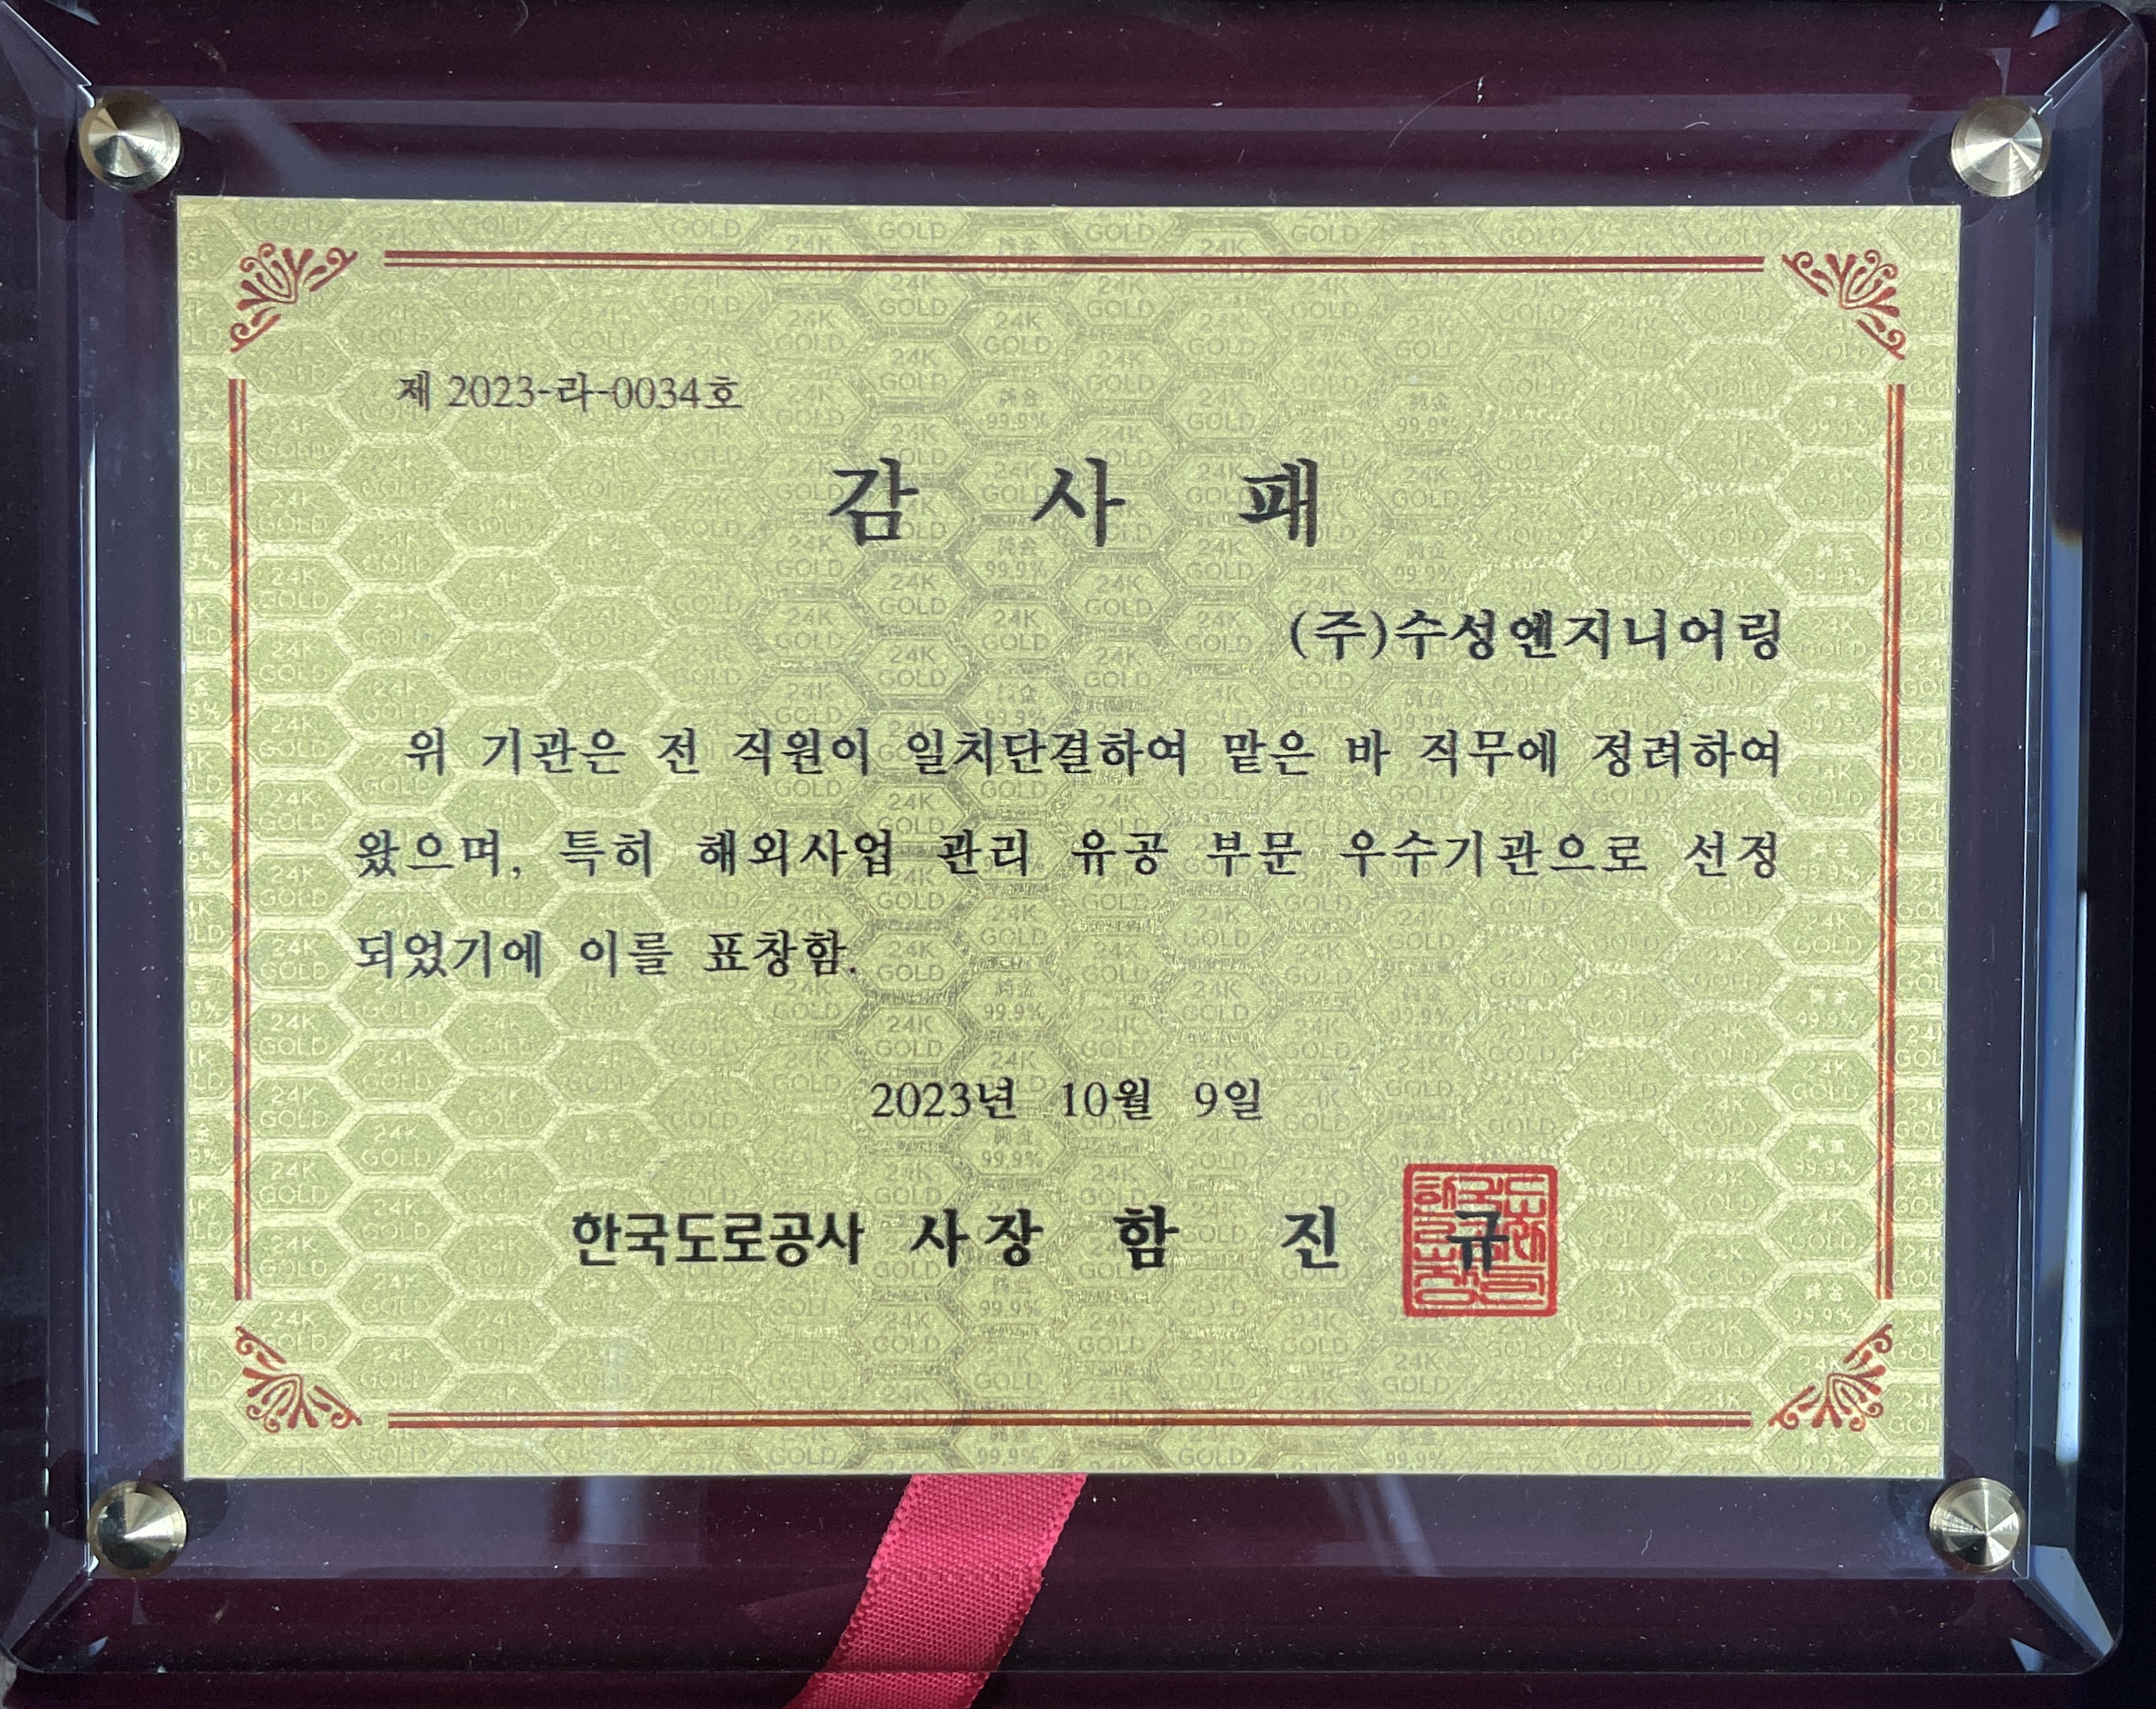 제 2023-라-0034호
감 사 패
(주)수성엔지니어링
위 기관은 전 직원이 일치단결하여 맡은 바 직무에 정려하여
왔으며, 특히 해외사업 관리 유공 부문 우수기관으로 선정
되었기에 이를 표창함.
2023년 10월 9일
한국도로공사 사장 함 진 규